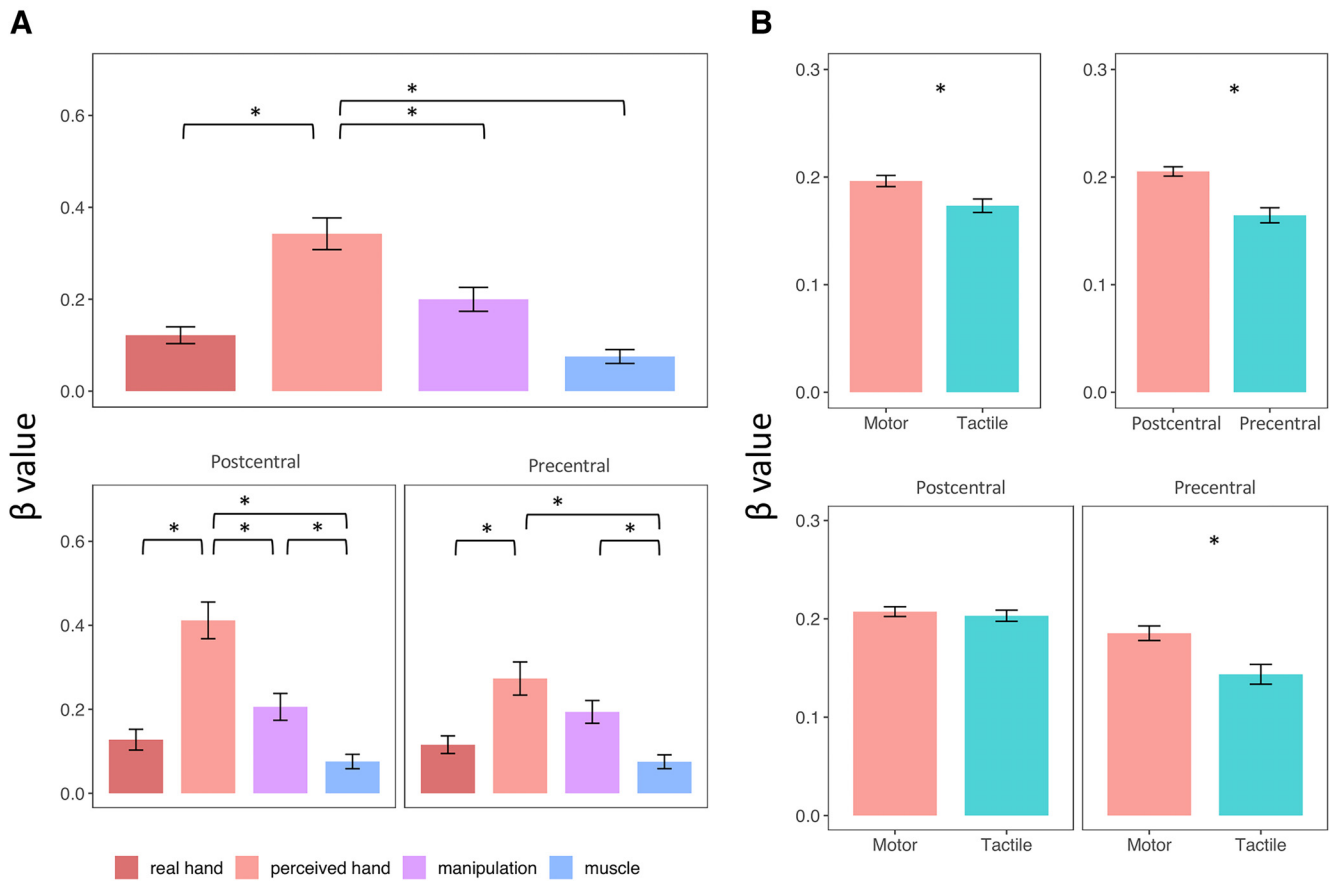 A
B
β value
0.6
0.4
0.2
0.0
*
*
*
Postcentral
Precentral
0.6
0.4
0.2
0.0
*
*
*
*
*
*
*
real hand
perceived hand
manipulation
muscle
β value
0.3
0.2
0.1
0.0
*
Motor
Tactile
0.3
0.2
0.1
0.0
*
Postcentral
Precentral
Postcentral
Precentral
0.3
0.2
0.1
0.0
*
Motor
Tactile
Motor
Tactile